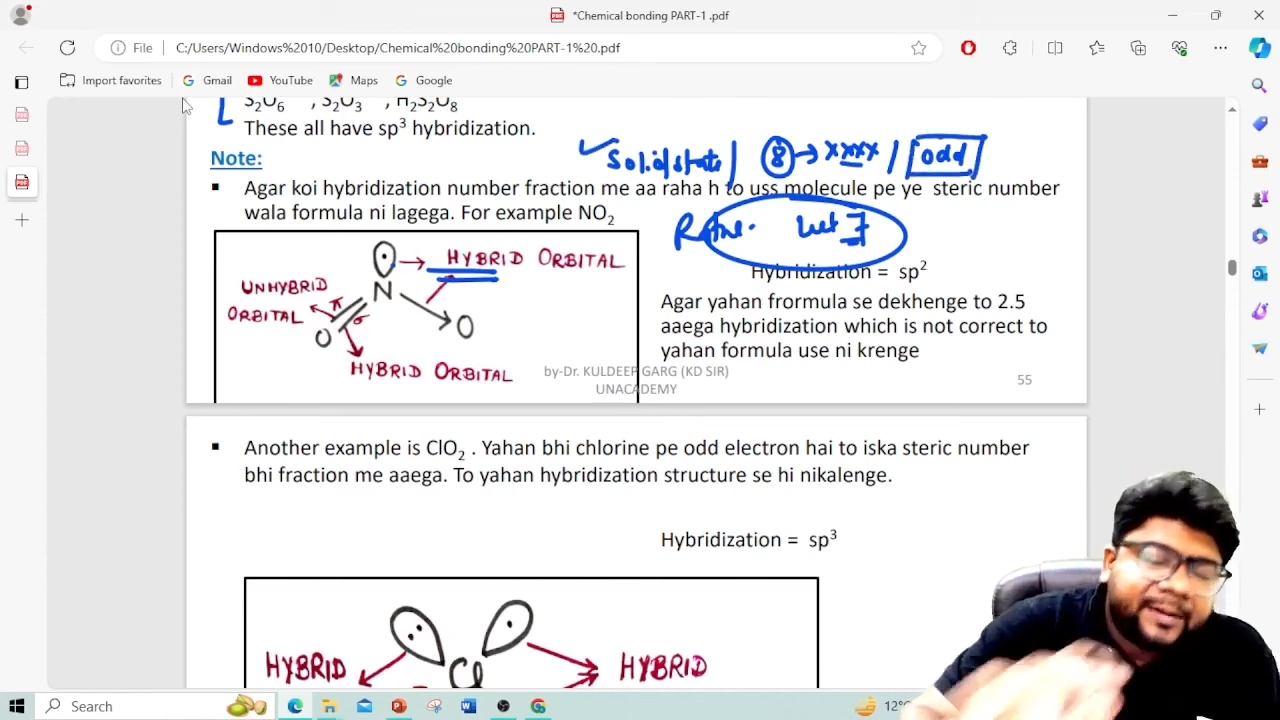 *Chemical bonding PART-1 .pdf
File C:/Users/Windows%2010/Desktop/Chemical%20bonding%20PART-1%20.pdf
Import favorites Gmail YouTube Maps Google
S2O6 , S2O3 , H2S2O8
These all have sp3 hybridization.
Note:
Solid state / 8 → xxxx / Odd
Agar koi hybridization number fraction me aa raha h to uss molecule pe ye steric number
wala formula ni lagega. For example NO2
→ HYBRID ORBITAL
UNHYBRID
ORBITAL
π
N
σ
O
O
HYBRID ORBITAL
Hybridization = sp2
Agar yahan frormula se dekhenge to 2.5
aaega hybridization which is not correct to
yahan formula use ni krenge
by-Dr. KULDEEP GARG (KD SIR)
UNACADEMY
55
Another example is ClO2 . Yahan bhi chlorine pe odd electron hai to iska steric number
bhi fraction me aaega. To yahan hybridization structure se hi nikalenge.
Hybridization = sp3
HYBRID
Cl
HYBRID
Search
12°C